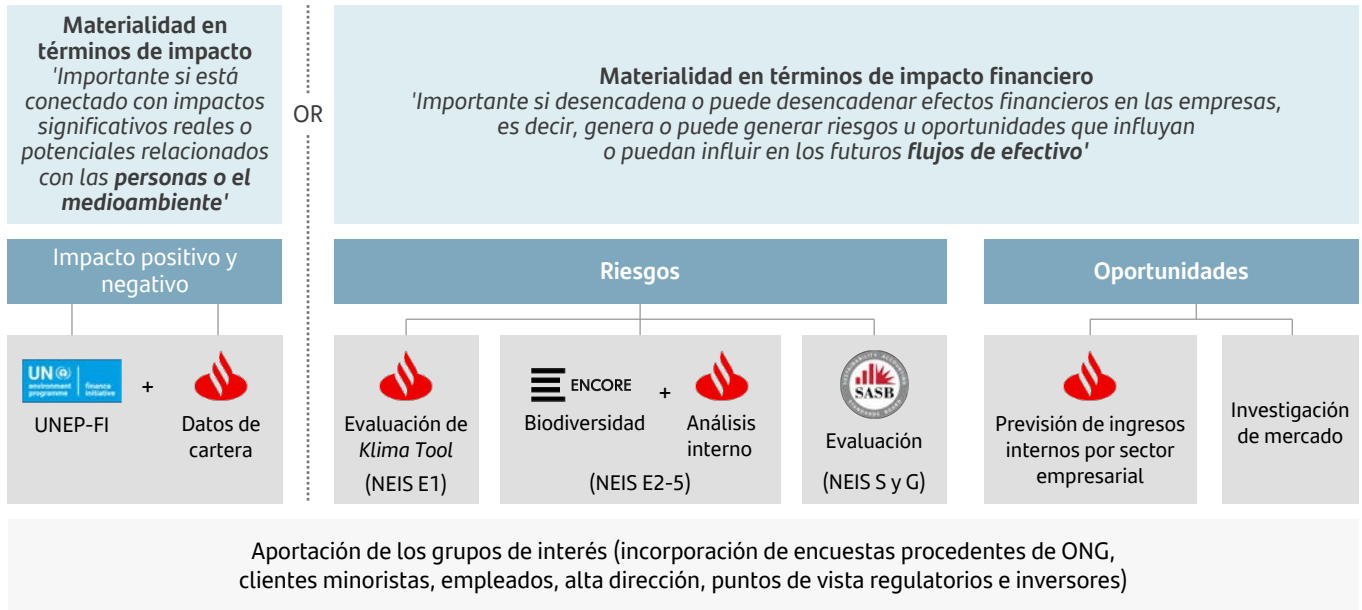 Materialidad en
términos de impacto
'Importante si está
conectado con impactos
significativos reales o
potenciales relacionados
con las personas o el
medioambiente'
OR
Materialidad en términos de impacto financiero
'Importante si desencadena o puede desencadenar efectos financieros en las empresas,
es decir, genera o puede generar riesgos u oportunidades que influyan
o puedan influir en los futuros flujos de efectivo'
Impacto positivo y
negativo
Riesgos
Oportunidades
UN
environment
programme
finance
initiative
UNEP-FI
+
Datos de
cartera
Evaluación de
Klima Tool
(NEIS E1)
ENCORE
Biodiversidad
+
Análisis
interno
(NEIS E2-5)
SUSTAINABILITY ACCOUNTING
STANDARDS BOARD
SASB
Evaluación
(NEIS S y G)
Previsión de ingresos
internos por sector
empresarial
Investigación
de mercado
Aportación de los grupos de interés (incorporación de encuestas procedentes de ONG,
clientes minoristas, empleados, alta dirección, puntos de vista regulatorios e inversores)